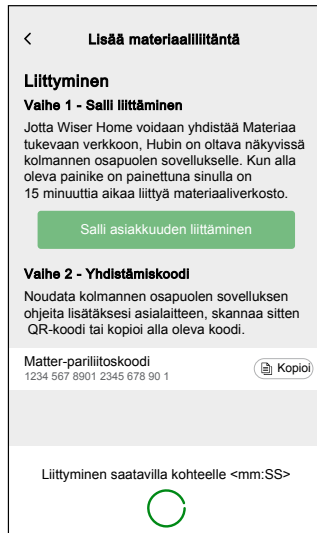 Lisää materiaaliliitäntä
Liittyminen
Vaihe 1 - Salli liittäminen
Jotta Wiser Home voidaan yhdistää Materiaa
tukevaan verkkoon, Hubin on oltava näkyvissä
kolmannen osapuolen sovellukselle. Kun alla
oleva painike on painettuna sinulla on
15 minuuttia aikaa liittyä materiaaliverkosto.
Salli asiakkuuden liittäminen
Vaihe 2 - Yhdistämiskoodi
Noudata kolmannen osapuolen sovelluksen
ohjeita lisätäksesi asialaitteen, skannaa sitten
QR-koodi tai kopioi alla oleva koodi.
Matter-pariliitoskoodi
1234 567 8901 2345 678 90 1
Kopioi
Liittyminen saatavilla kohteelle <mm:SS>